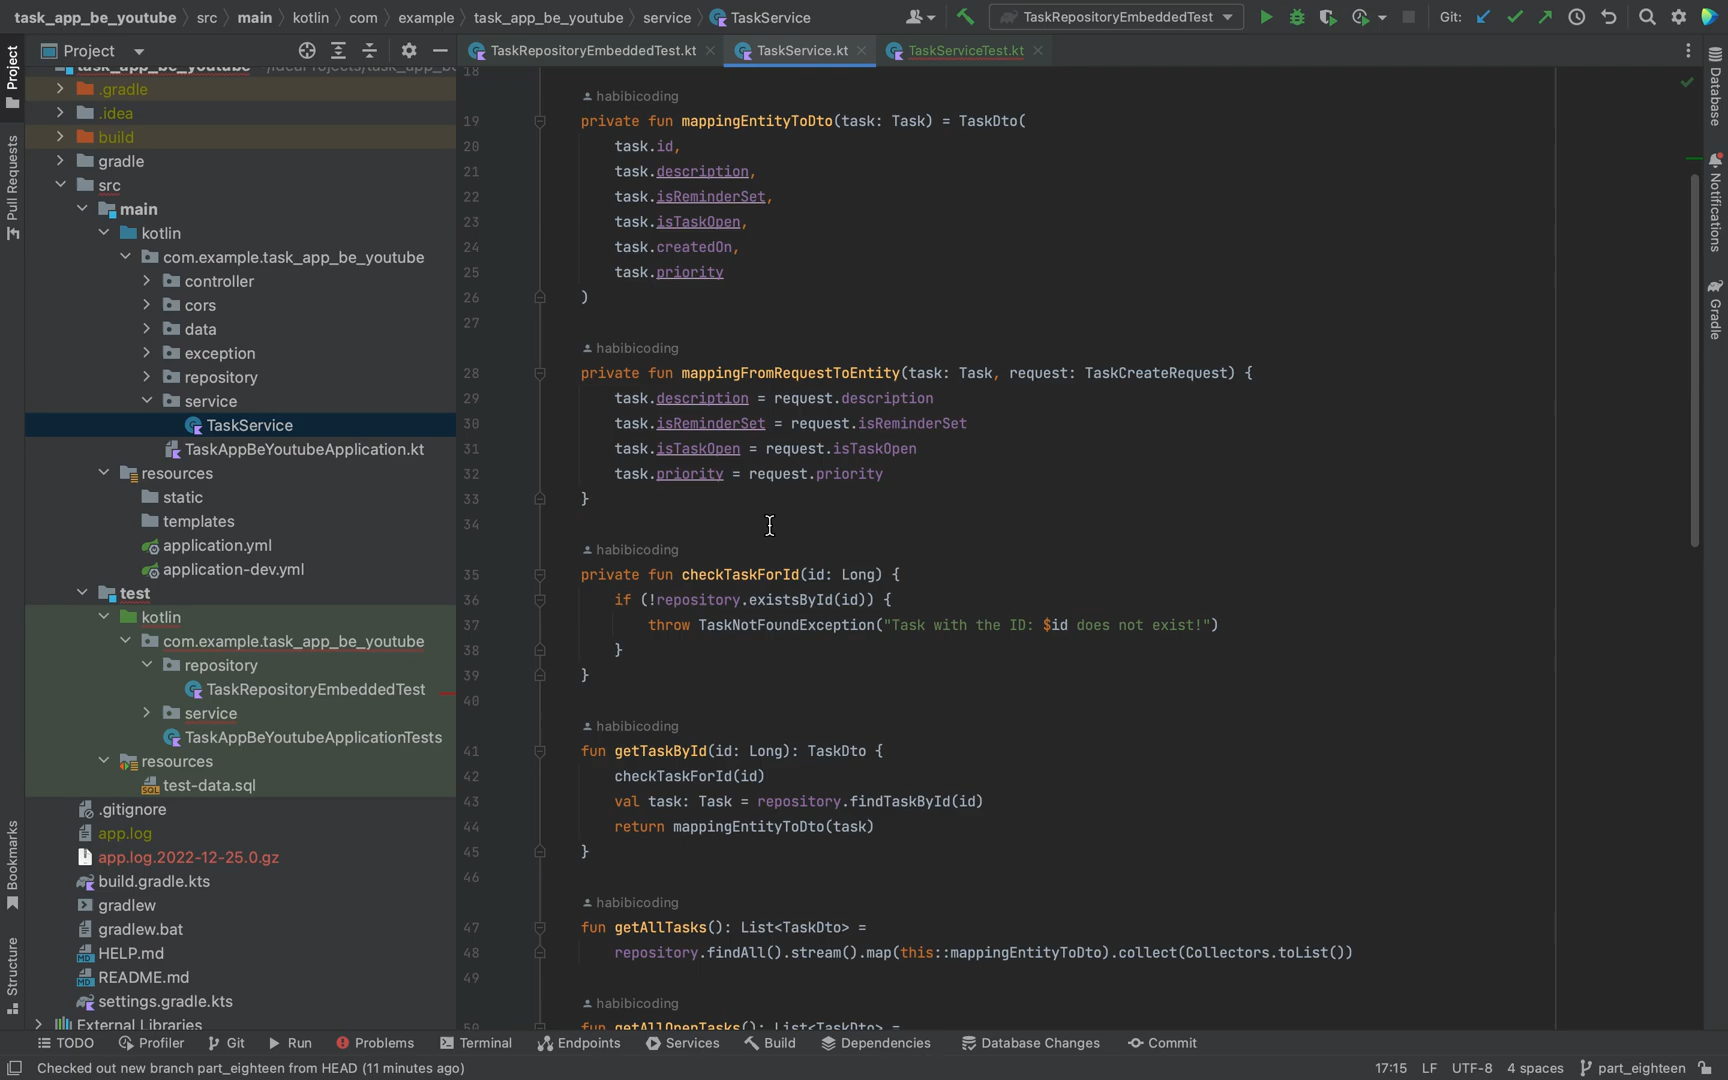 task_app_be_youtube › src › main › kotlin › com › example › task_app_be_youtube › service › TaskService
TaskRepositoryEmbeddedTest
Git:
Project
TaskRepositoryEmbeddedTest.kt
TaskService.kt
TaskServiceTest.kt
Project
Pull Requests
Bookmarks
Structure
.gradle
.idea
build
gradle
src
main
kotlin
com.example.task_app_be_youtube
controller
cors
data
exception
repository
service
TaskService
TaskAppBeYoutubeApplication.kt
resources
static
templates
application.yml
application-dev.yml
test
kotlin
com.example.task_app_be_youtube
repository
TaskRepositoryEmbeddedTest
service
TaskAppBeYoutubeApplicationTests
resources
test-data.sql
.gitignore
app.log
app.log.2022-12-25.0.gz
build.gradle.kts
gradlew
gradlew.bat
HELP.md
README.md
settings.gradle.kts
External Libraries
18
habibicoding
19 private fun mappingEntityToDto(task: Task) = TaskDto(
20 task.id,
21 task.description,
22 task.isReminderSet,
23 task.isTaskOpen,
24 task.createdOn,
25 task.priority
26 )
27
habibicoding
28 private fun mappingFromRequestToEntity(task: Task, request: TaskCreateRequest) {
29 task.description = request.description
30 task.isReminderSet = request.isReminderSet
31 task.isTaskOpen = request.isTaskOpen
32 task.priority = request.priority
33 }
34
habibicoding
35 private fun checkTaskForId(id: Long) {
36 if (!repository.existsById(id)) {
37 throw TaskNotFoundException("Task with the ID: $id does not exist!")
38 }
39 }
40
habibicoding
41 fun getTaskById(id: Long): TaskDto {
42 checkTaskForId(id)
43 val task: Task = repository.findTaskById(id)
44 return mappingEntityToDto(task)
45 }
46
habibicoding
47 fun getAllTasks(): List<TaskDto> =
48 repository.findAll().stream().map(this::mappingEntityToDto).collect(Collectors.toList())
49
habibicoding
50 fun getAllOpenTasks(): List<TaskDto> =
Database
Notifications
Gradle
TODO Profiler Git Run Problems Terminal Endpoints Services Build Dependencies Database Changes Commit
Checked out new branch part_eighteen from HEAD (11 minutes ago)
17:15 LF UTF-8 4 spaces part_eighteen